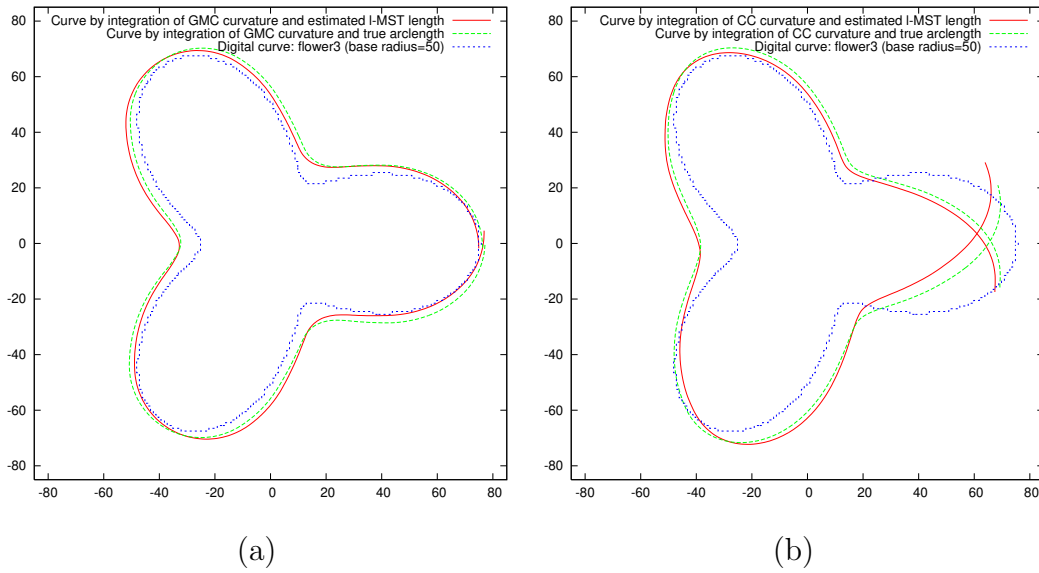 Curve by integration of GMC curvature and estimated l-MST length
Curve by integration of GMC curvature and true arclength
Digital curve: flower3 (base radius=50)
80
60
40
20
0
-20
-40
-60
-80
-80 -60 -40 -20 0 20 40 60 80
(a)
Curve by integration of CC curvature and estimated l-MST length
Curve by integration of CC curvature and true arclength
Digital curve: flower3 (base radius=50)
80
60
40
20
0
-20
-40
-60
-80
-80 -60 -40 -20 0 20 40 60 80
(b)